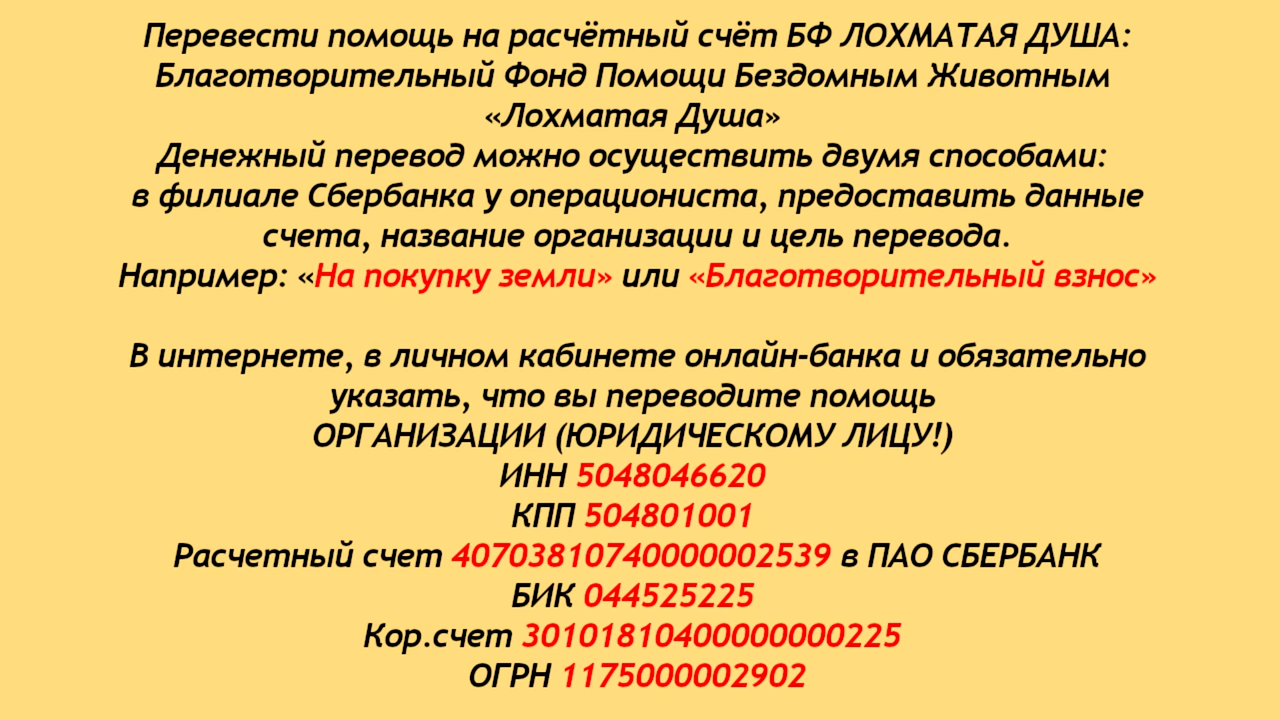 Перевести помощь на расчётный счёт БФ ЛОХМАТАЯ ДУША:
Благотворительный Фонд Помощи Бездомным Животным
«Лохматая Душа»
Денежный перевод можно осуществить двумя способами:
в филиале Сбербанка у операциониста, предоставить данные
счета, название организации и цель перевода.
Например: «На покупку земли» или «Благотворительный взнос»
В интернете, в личном кабинете онлайн-банка и обязательно
указать, что вы переводите помощь
ОРГАНИЗАЦИИ (ЮРИДИЧЕСКОМУ ЛИЦУ!)
ИНН 5048046620
КПП 504801001
Расчетный счет 40703810740000002539 в ПАО СБЕРБАНК
БИК 044525225
Кор.счет 30101810400000000225
ОГРН 1175000002902